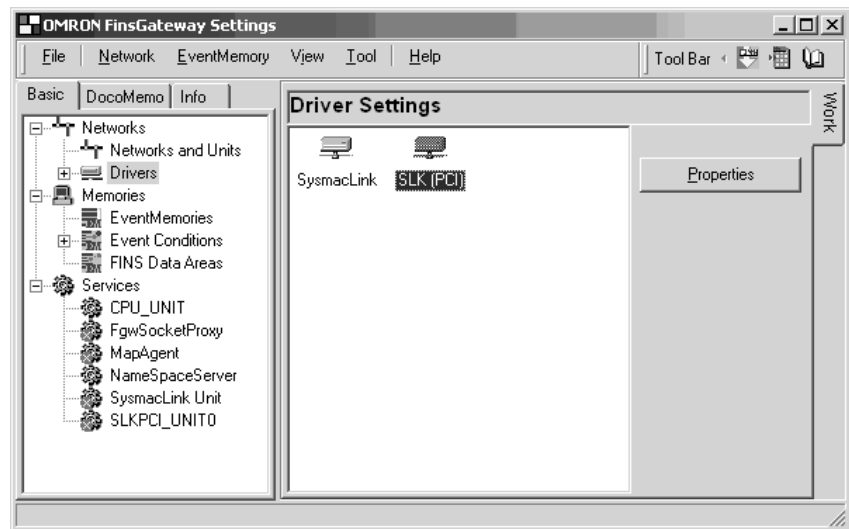 OMRON FinsGateway Settings
File Network EventMemory View Tool Help Tool Bar
Basic DocoMemo Info
Networks
Networks and Units
Drivers
Memories
EventMemories
Event Conditions
FINS Data Areas
Services
CPU_UNIT
FgwSocketProxy
MapAgent
NameSpaceServer
SysmacLink Unit
SLKPCI_UNIT0
Driver Settings
SysmacLink SLK (PCI)
Properties
Work